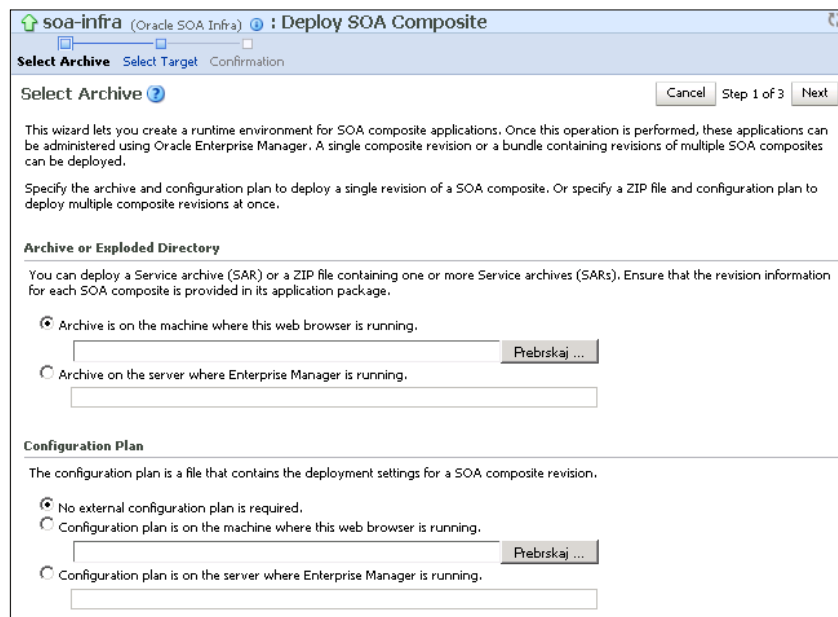 soa-infra (Oracle SOA Infra) : Deploy SOA Composite
Select Archive Select Target Confirmation
Select Archive
Cancel Step 1 of 3 Next
This wizard lets you create a runtime environment for SOA composite applications. Once this operation is performed, these applications can
be administered using Oracle Enterprise Manager. A single composite revision or a bundle containing revisions of multiple SOA composites
can be deployed.
Specify the archive and configuration plan to deploy a single revision of a SOA composite. Or specify a ZIP file and configuration plan to
deploy multiple composite revisions at once.
Archive or Exploded Directory
You can deploy a Service archive (SAR) or a ZIP file containing one or more Service archives (SARs). Ensure that the revision information
for each SOA composite is provided in its application package.
Archive is on the machine where this web browser is running.
Prebrskaj ...
Archive on the server where Enterprise Manager is running.
Configuration Plan
The configuration plan is a file that contains the deployment settings for a SOA composite revision.
No external configuration plan is required.
Configuration plan is on the machine where this web browser is running.
Prebrskaj ...
Configuration plan is on the server where Enterprise Manager is running.